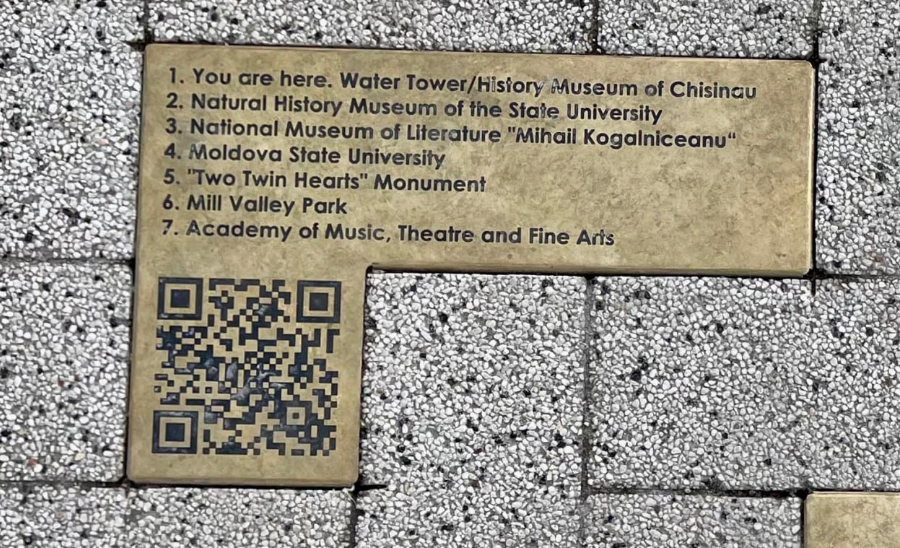 1. You are here. Water Tower/History Museum of Chisinau
2. Natural History Museum of the State University
3. National Museum of Literature "Mihail Kogalniceanu“
4. Moldova State University
5. "Two Twin Hearts" Monument
6. Mill Valley Park
7. Academy of Music, Theatre and Fine Arts